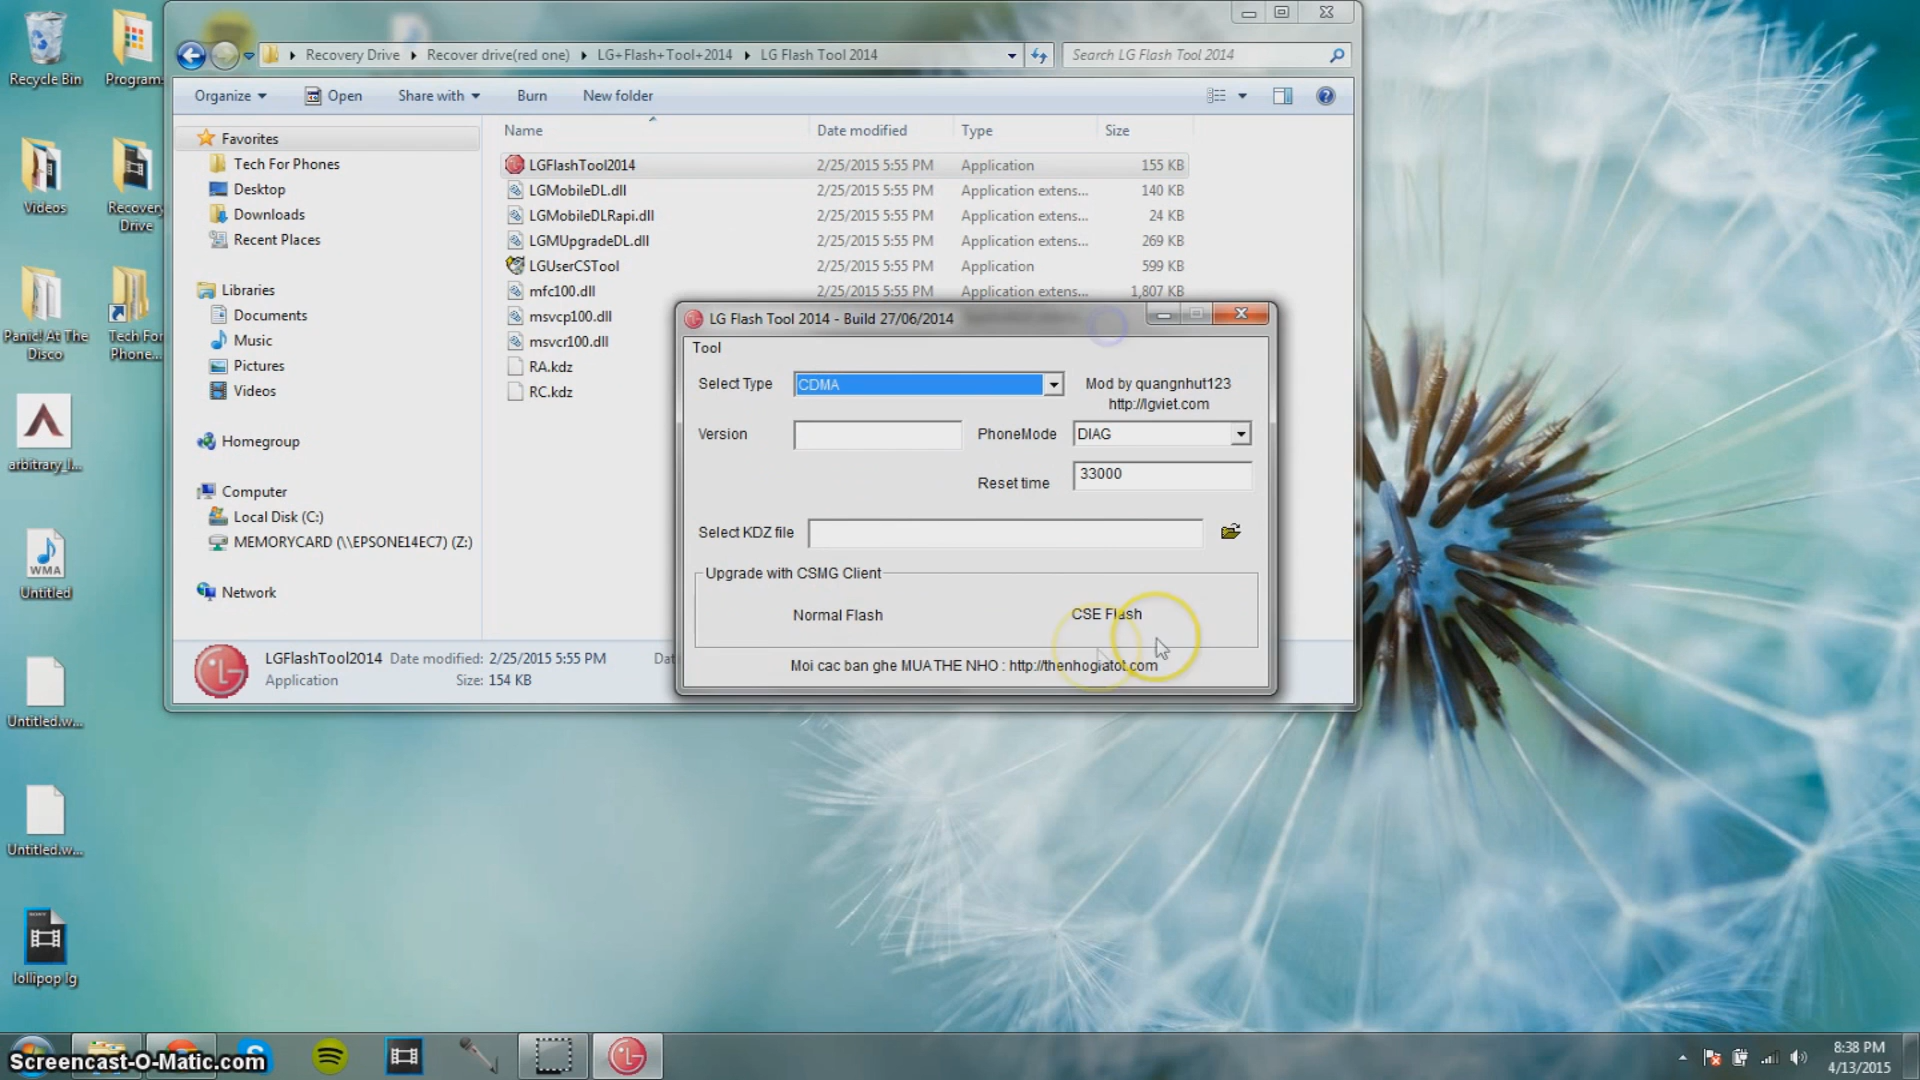 Recycle Bin
Programs
Videos
Recovery
Drive
Panic! At The
Disco
Tech For
Phone...
arbitrary_l...
WMA
Untitled
Untitled.w...
Untitled.w...
lollipop lg
Recovery Drive
Recover drive(red one)
LG+Flash+Tool+2014
LG Flash Tool 2014
Search LG Flash Tool 2014
Organize
Open
Share with
Burn
New folder
Favorites
Tech For Phones
Desktop
Downloads
Recent Places
Libraries
Documents
Music
Pictures
Videos
Homegroup
Computer
Local Disk (C:)
MEMORYCARD (\\EPSONE14EC7) (Z:)
Network
Name Date modified Type Size
LGFlashTool2014 2/25/2015 5:55 PM Application 155 KB
LGMobileDL.dll 2/25/2015 5:55 PM Application extens... 140 KB
LGMobileDLRapi.dll 2/25/2015 5:55 PM Application extens... 24 KB
LGMUpgradeDL.dll 2/25/2015 5:55 PM Application extens... 269 KB
LGUserCSTool 2/25/2015 5:55 PM Application 599 KB
mfc100.dll 2/25/2015 5:55 PM Application extens... 1,807 KB
msvcp100.dll
msvcr100.dll
RA.kdz
RC.kdz
LG Flash Tool 2014 - Build 27/06/2014
Tool
Select Type CDMA
Mod by quangnhut123
http://lgviet.com
Version
PhoneMode DIAG
Reset time 33000
Select KDZ file
Upgrade with CSMG Client
Normal Flash
CSE Flash
Moi cac ban ghe MUA THE NHO : http://thenhogiatot.com
LGFlashTool2014 Date modified: 2/25/2015 5:55 PM Dat
Application Size: 154 KB
Screencast-O-Matic.com
8:38 PM
4/13/2015